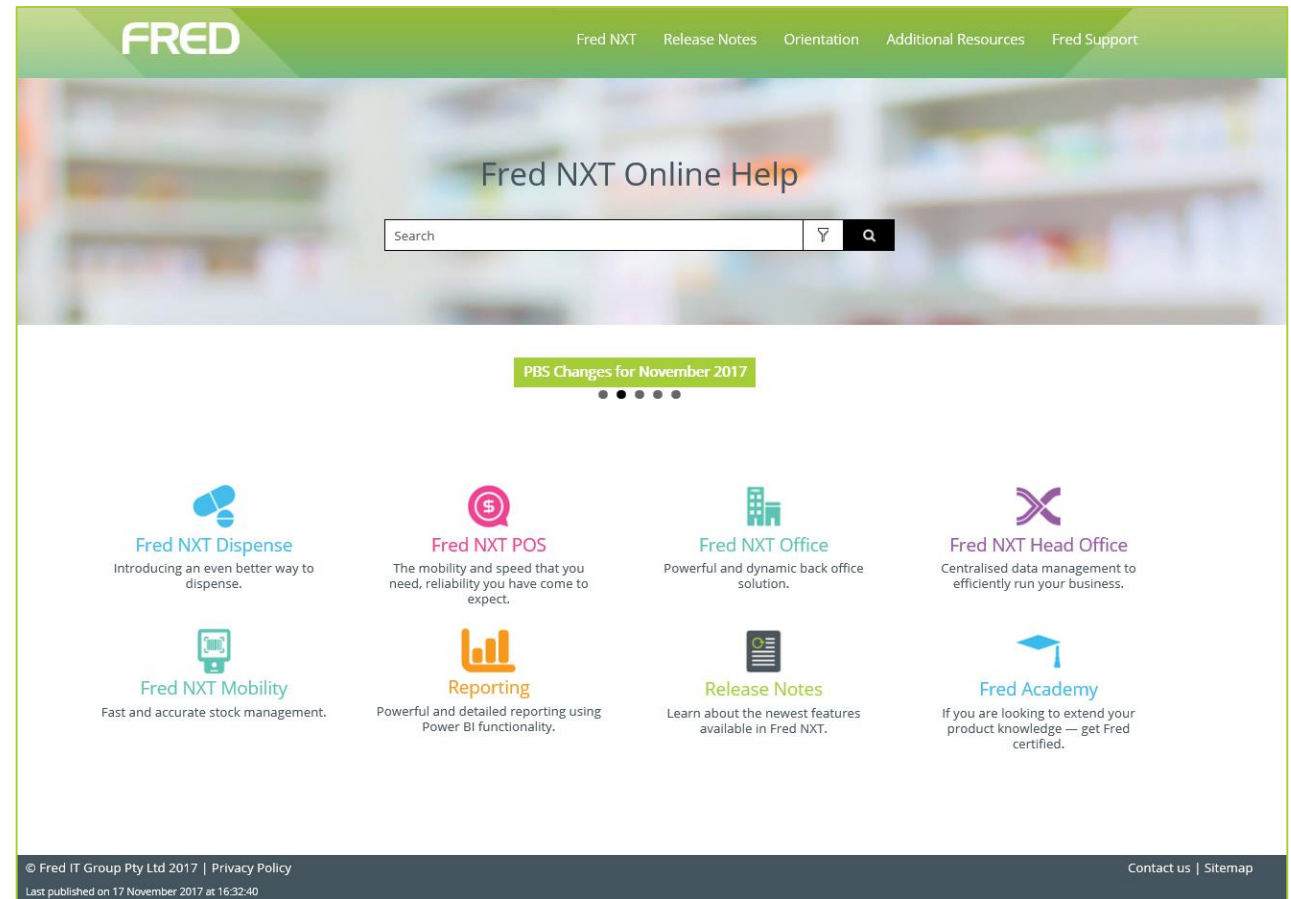 FRED
Fred NXT Release Notes Orientation Additional Resources Fred Support
Fred NXT Online Help
Search
PBS Changes for November 2017
Fred NXT Dispense
Introducing an even better way to
dispense.
Fred NXT POS
The mobility and speed that you
need, reliability you have come to
expect.
Fred NXT Office
Powerful and dynamic back office
solution.
Fred NXT Head Office
Centralised data management to
efficiently run your business.
Fred NXT Mobility
Fast and accurate stock management.
Reporting
Powerful and detailed reporting using
Power BI functionality.
Release Notes
Learn about the newest features
available in Fred NXT.
Fred Academy
If you are looking to extend your
product knowledge — get Fred
certified.
© Fred IT Group Pty Ltd 2017 | Privacy Policy
Contact us | Sitemap
Last published on 17 November 2017 at 16:32:40